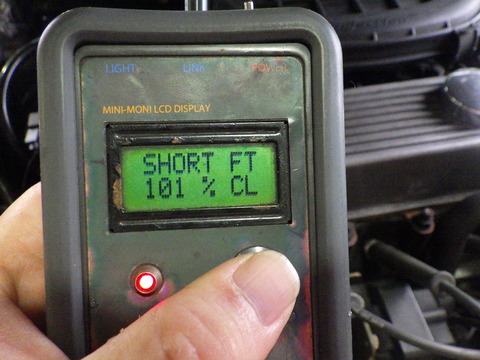 LIGHT LINK POWER
MINI-MONI LCD DISPLAY
SHORT FT
101 % CL